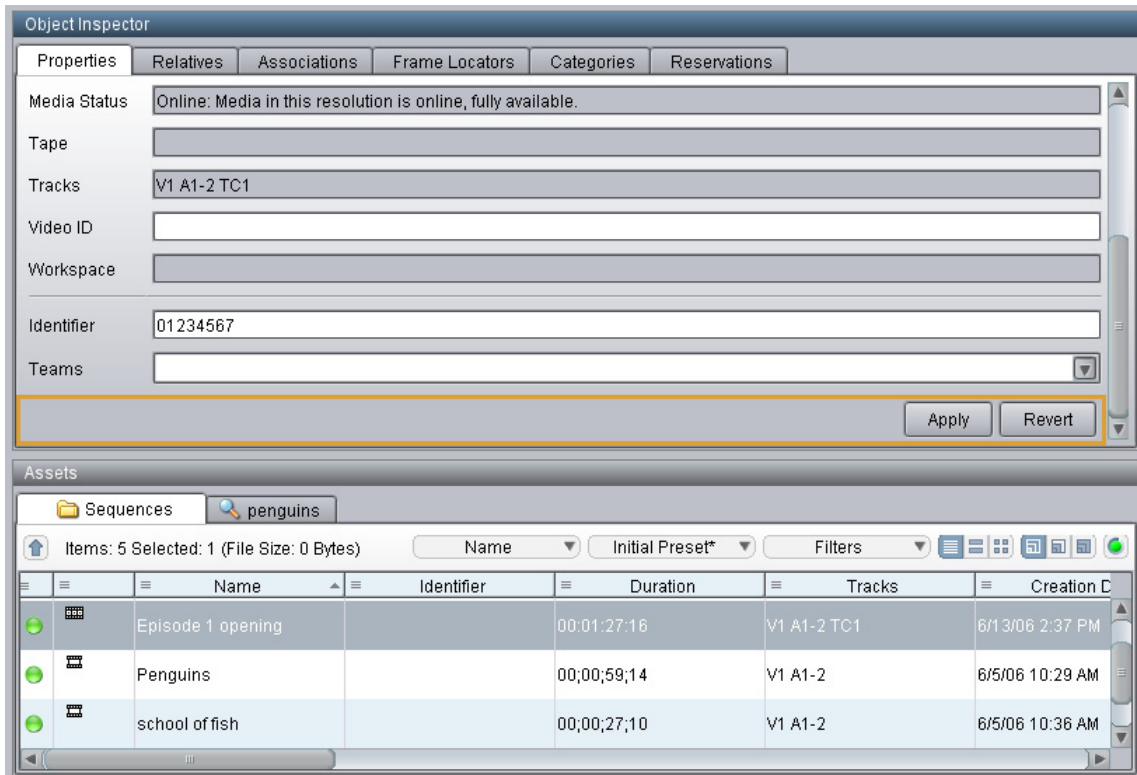 Object Inspector
Properties Relatives Associations Frame Locators Categories Reservations
Media Status Online: Media in this resolution is online, fully available.
Tape
Tracks V1 A1-2 TC1
Video ID
Workspace
Identifier 01234567
Teams
Apply Revert
Assets
Sequences penguins
Items: 5 Selected: 1 (File Size: 0 Bytes) Name Initial Preset* Filters
Name Identifier Duration Tracks Creation D
Episode 1 opening 00:01:27:16 V1 A1-2 TC1 6/13/06 2:37 PM
Penguins 00;00;59;14 V1 A1-2 6/5/06 10:29 AM
school of fish 00;00;27;10 V1 A1-2 6/5/06 10:36 AM